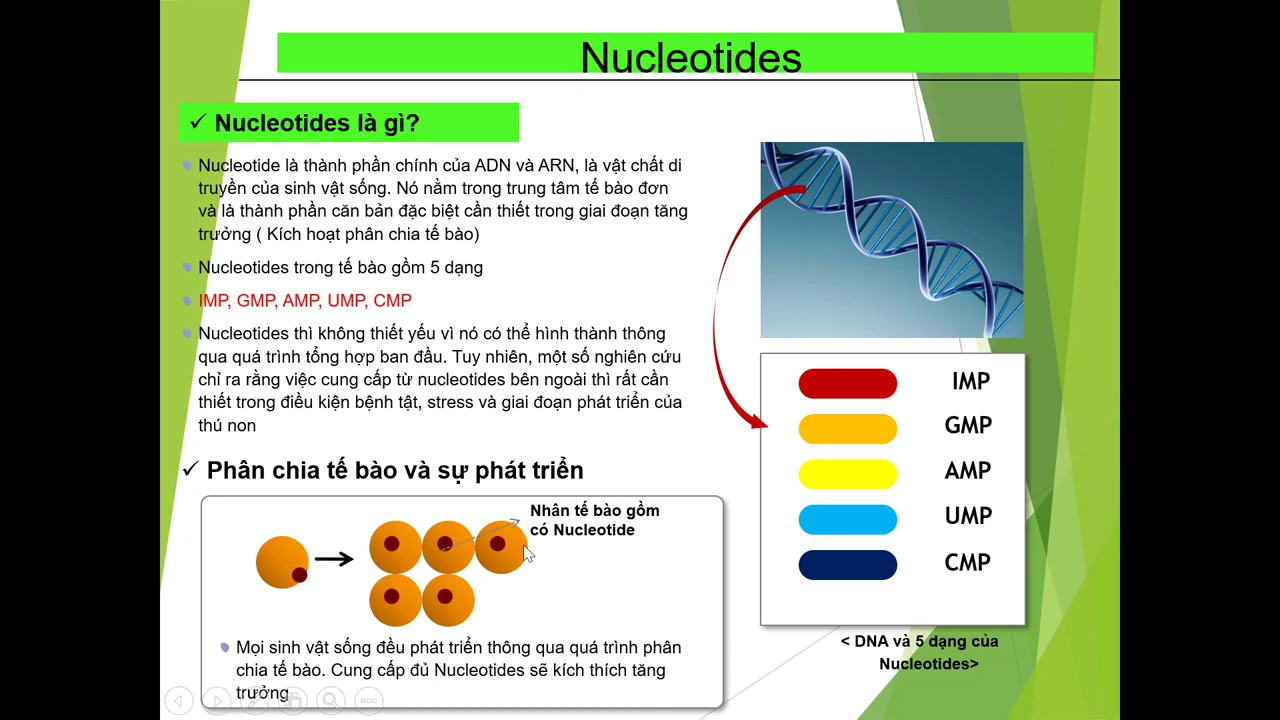 Nucleotides
✓ Nucleotides là gì?
Nucleotide là thành phần chính của ADN và ARN, là vật chất di
truyền của sinh vật sống. Nó nằm trong trung tâm tế bào đơn
và là thành phần căn bản đặc biệt cần thiết trong giai đoạn tăng
trưởng ( Kích hoạt phân chia tế bào)
Nucleotides trong tế bào gồm 5 dạng
IMP, GMP, AMP, UMP, CMP
Nucleotides thì không thiết yếu vì nó có thể hình thành thông
qua quá trình tổng hợp ban đầu. Tuy nhiên, một số nghiên cứu
chỉ ra rằng việc cung cấp từ nucleotides bên ngoài thì rất cần
thiết trong điều kiện bệnh tật, stress và giai đoạn phát triển của
thú non
✓ Phân chia tế bào và sự phát triển
Nhân tế bào gồm
có Nucleotide
Mọi sinh vật sống đều phát triển thông qua quá trình phân
chia tế bào. Cung cấp đủ Nucleotides sẽ kích thích tăng
trưởng
IMP
GMP
AMP
UMP
CMP
< DNA và 5 dạng của
Nucleotides>